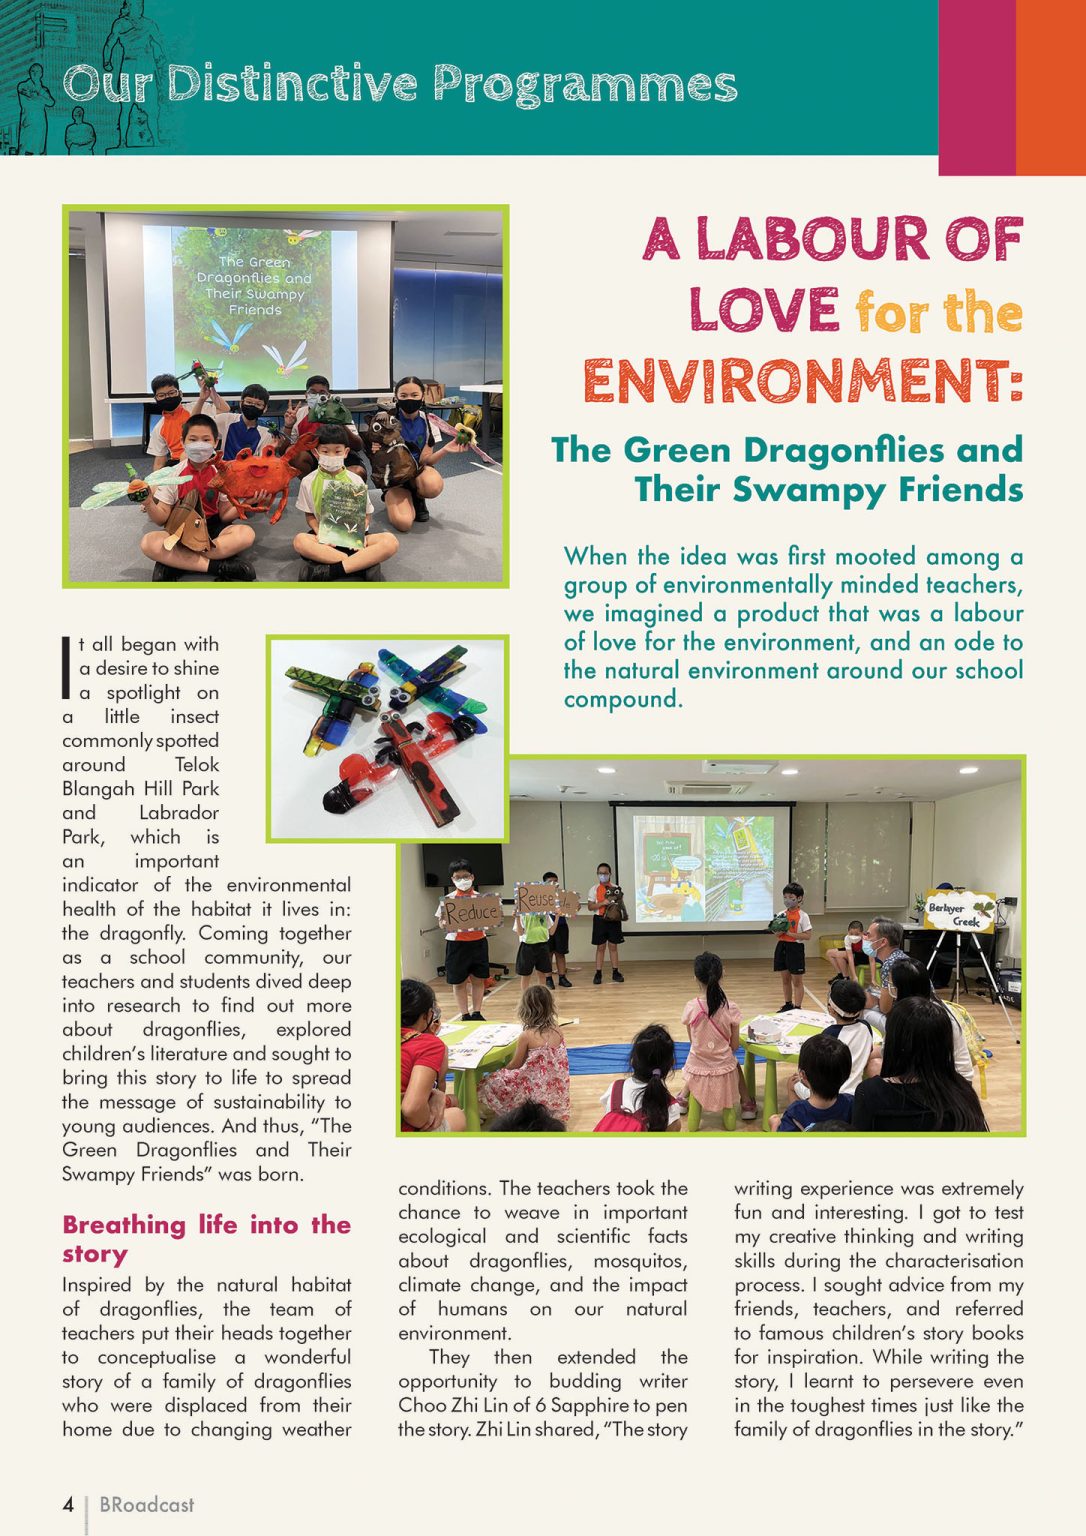 Our Distinctive Programmes
The Green
Dragonflies and
Their Swampy
Friends
A LABOUR OF
LOVE for the
ENVIRONMENT:
The Green Dragonflies and
Their Swampy Friends
When the idea was first mooted among a
group of environmentally minded teachers,
we imagined a product that was a labour
of love for the environment, and an ode to
the natural environment around our school
compound.
It all began with
a desire to shine
a spotlight on
a little insect
commonly spotted
around Telok
Blangah Hill Park
and Labrador
Park, which is
an important
indicator of the environmental
health of the habitat it lives in:
the dragonfly. Coming together
as a school community, our
teachers and students dived deep
into research to find out more
about dragonflies, explored
children's literature and sought to
bring this story to life to spread
the message of sustainability to
young audiences. And thus, “The
Green Dragonflies and Their
Swampy Friends” was born.
Reduce
Reuse
Berlayer
Creek
Breathing life into the
story
Inspired by the natural habitat
of dragonflies, the team of
teachers put their heads together
to conceptualise a wonderful
story of a family of dragonflies
who were displaced from their
home due to changing weather
conditions. The teachers took the
chance to weave in important
ecological and scientific facts
about dragonflies, mosquitos,
climate change, and the impact
of humans on our natural
environment.
They then extended the
opportunity to budding writer
Choo Zhi Lin of 6 Sapphire to pen
the story. Zhi Lin shared, “The story
writing experience was extremely
fun and interesting. I got to test
my creative thinking and writing
skills during the characterisation
process. I sought advice from my
friends, teachers, and referred
to famous children's story books
for inspiration. While writing the
story, I learnt to persevere even
in the toughest times just like the
family of dragonflies in the story.”
4 BRoadcast